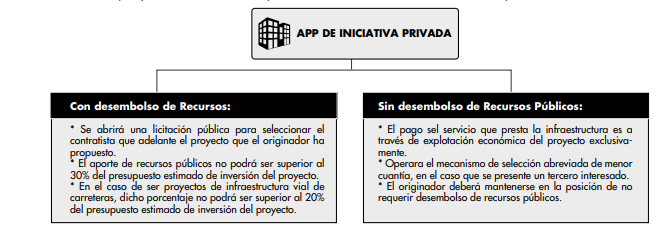 APP DE INICIATIVA PRIVADA
Con desembolso de Recursos:
* Se abrirá una licitación pública para seleccionar el
contratista que adelante el proyecto que el originador ha
propuesto.
* El aporte de recursos públicos no podrá ser superior al
30% del presupuesto estimado de inversión del proyecto.
* En el caso de ser proyectos de infraestructura vial de
carreteras, dicho porcentaje no podrá ser superior al 20%
del presupuesto estimado de inversión del proyecto.
Sin desembolso de Recursos Públicos:
* El pago sel servicio que presta la infraestructura es a
través de explotación económica del proyecto exclusiva-
mente.
* Operara el mecanismo de selección abreviada de menor
cuantía, en el caso que se presente un tercero interesado.
* El originador deberá mantenerse en la posición de no
requerir desembolso de recursos públicos.